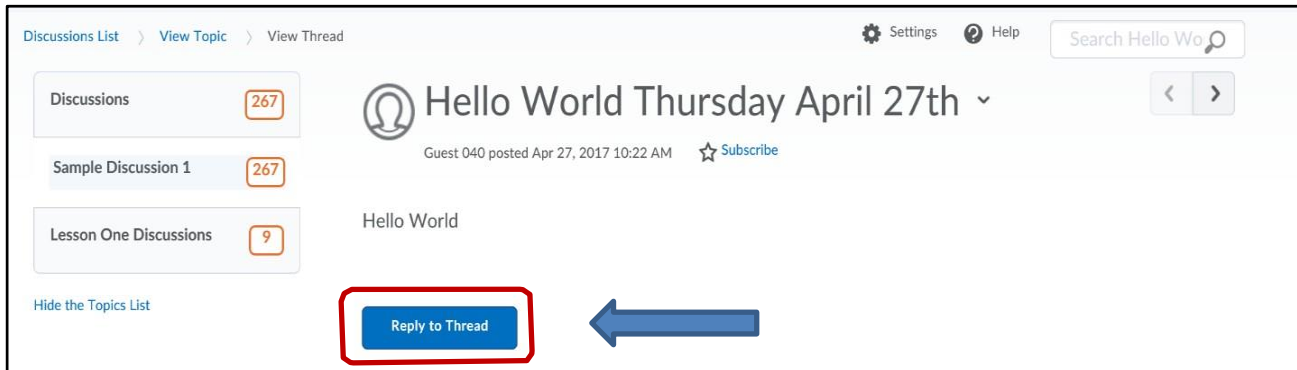 Discussions List > View Topic > View Thread
Settings
Help
Search Hello Wo
Discussions 267
Sample Discussion 1 267
Lesson One Discussions 9
Hide the Topics List
Hello World Thursday April 27th
Guest 040 posted Apr 27, 2017 10:22 AM
Subscribe
Hello World
Reply to Thread